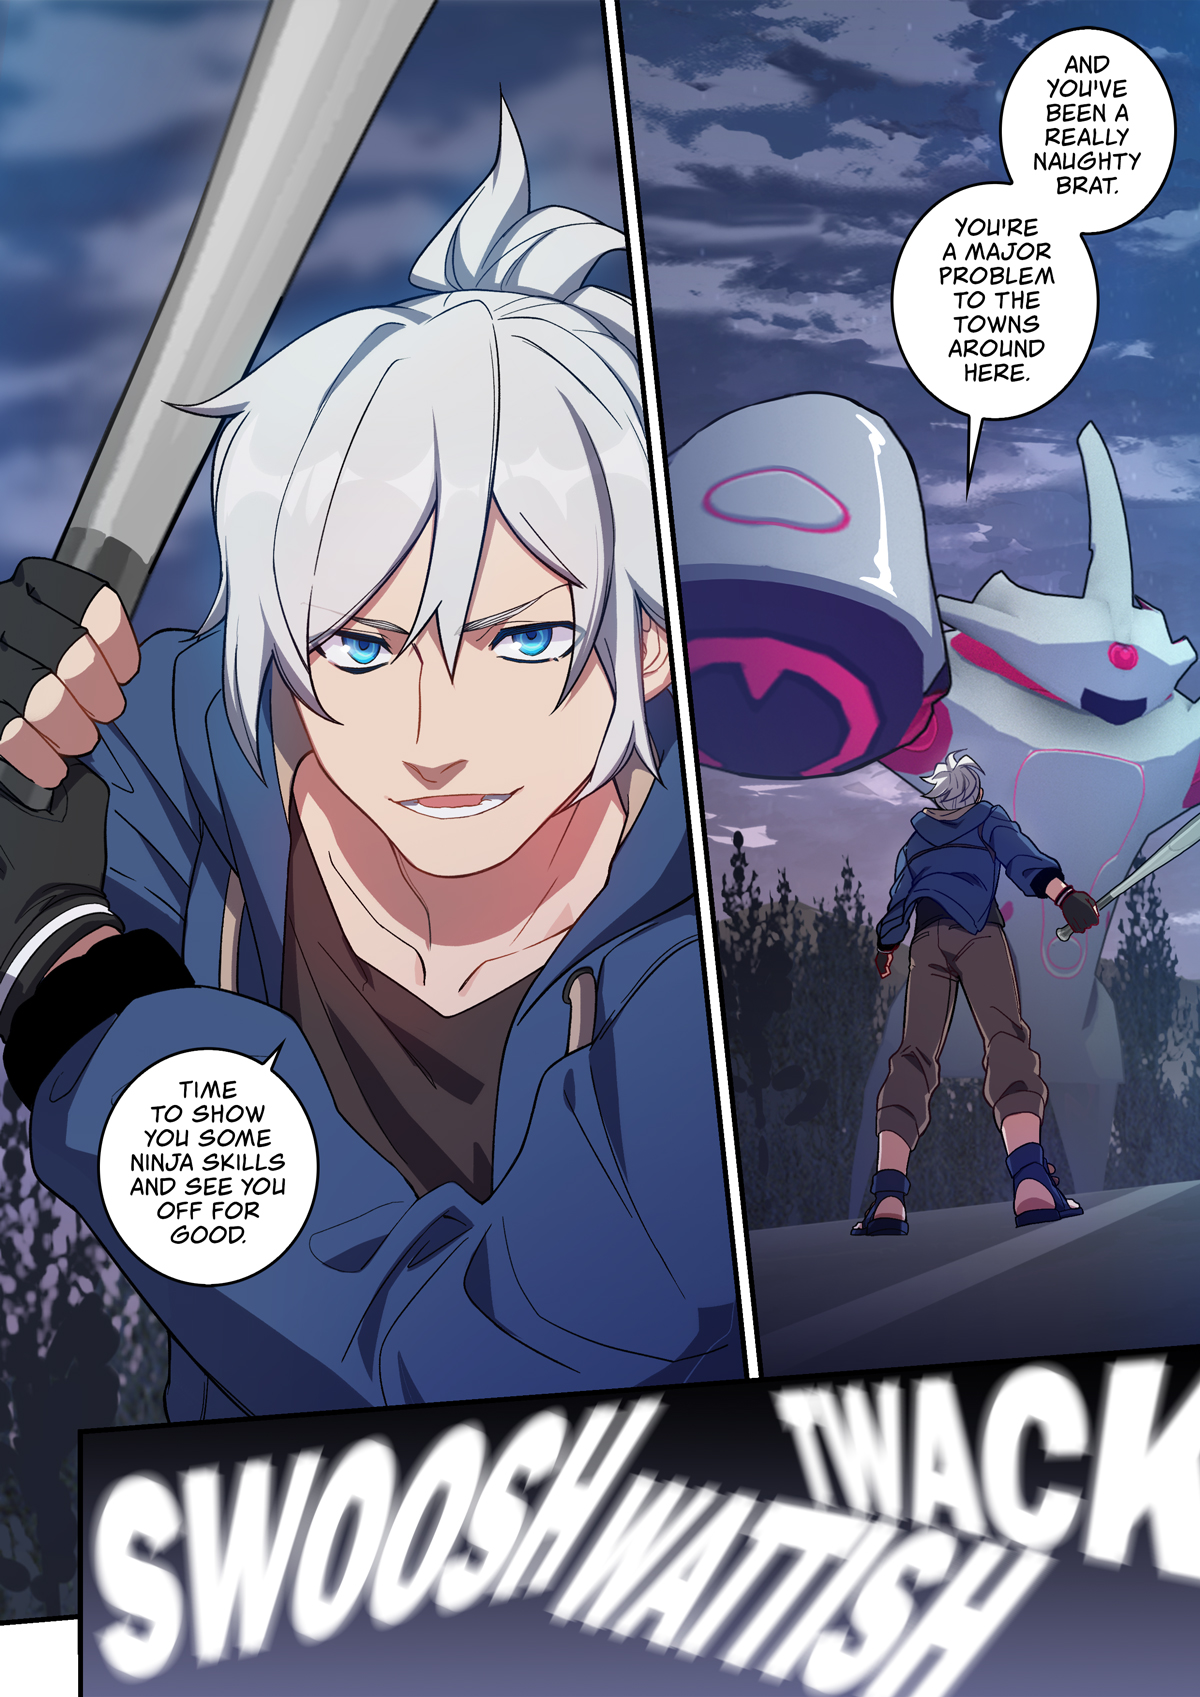 AND
YOU'VE
BEEN A
REALLY
NAUGHTY
BRAT.
YOU'RE
A MAJOR
PROBLEM
TO THE
TOWNS
AROUND
HERE.
TIME
TO SHOW
YOU SOME
NINJA SKILLS
AND SEE YOU
OFF FOR
GOOD.
SWOOSH
WATTISH
TWACK